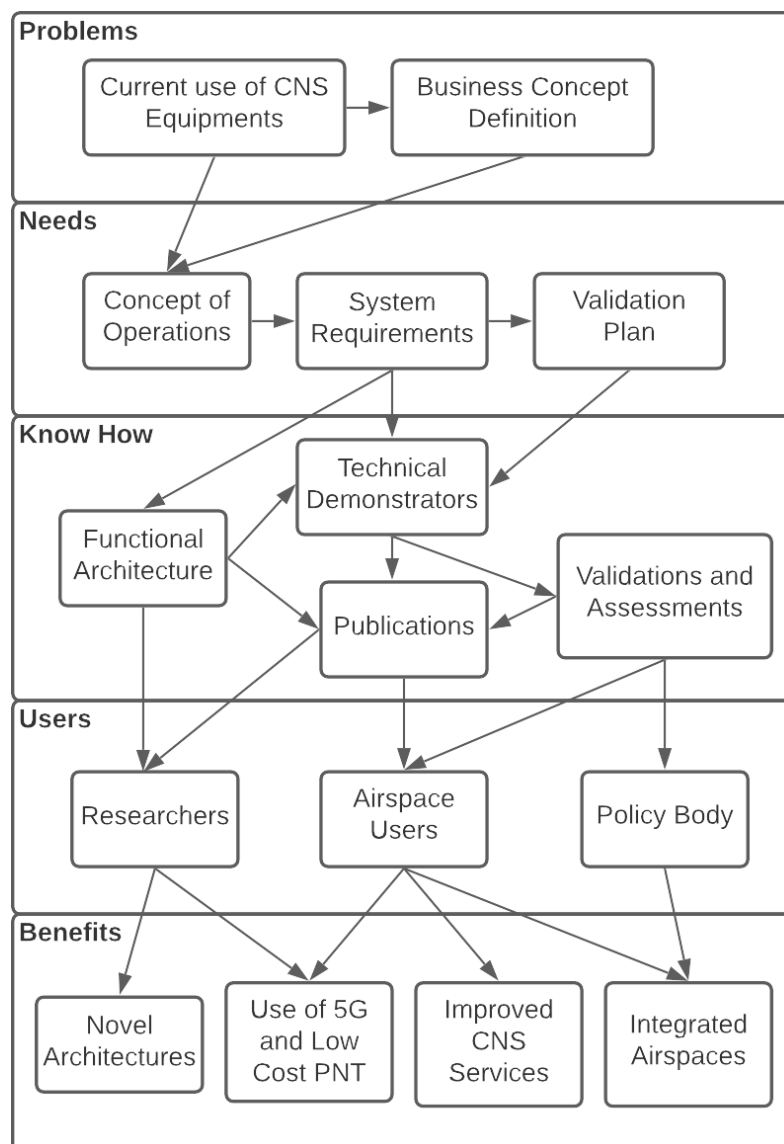 Problems
Current use of CNS
Equipments
Business Concept
Definition
Needs
Concept of
Operations
System
Requirements
Validation
Plan
Know How
Technical
Demonstrators
Functional
Architecture
Validations and
Assessments
Publications
Users
Researchers
Airspace
Users
Policy Body
Benefits
Novel
Architectures
Use of 5G
and Low
Cost PNT
Improved
CNS
Services
Integrated
Airspaces